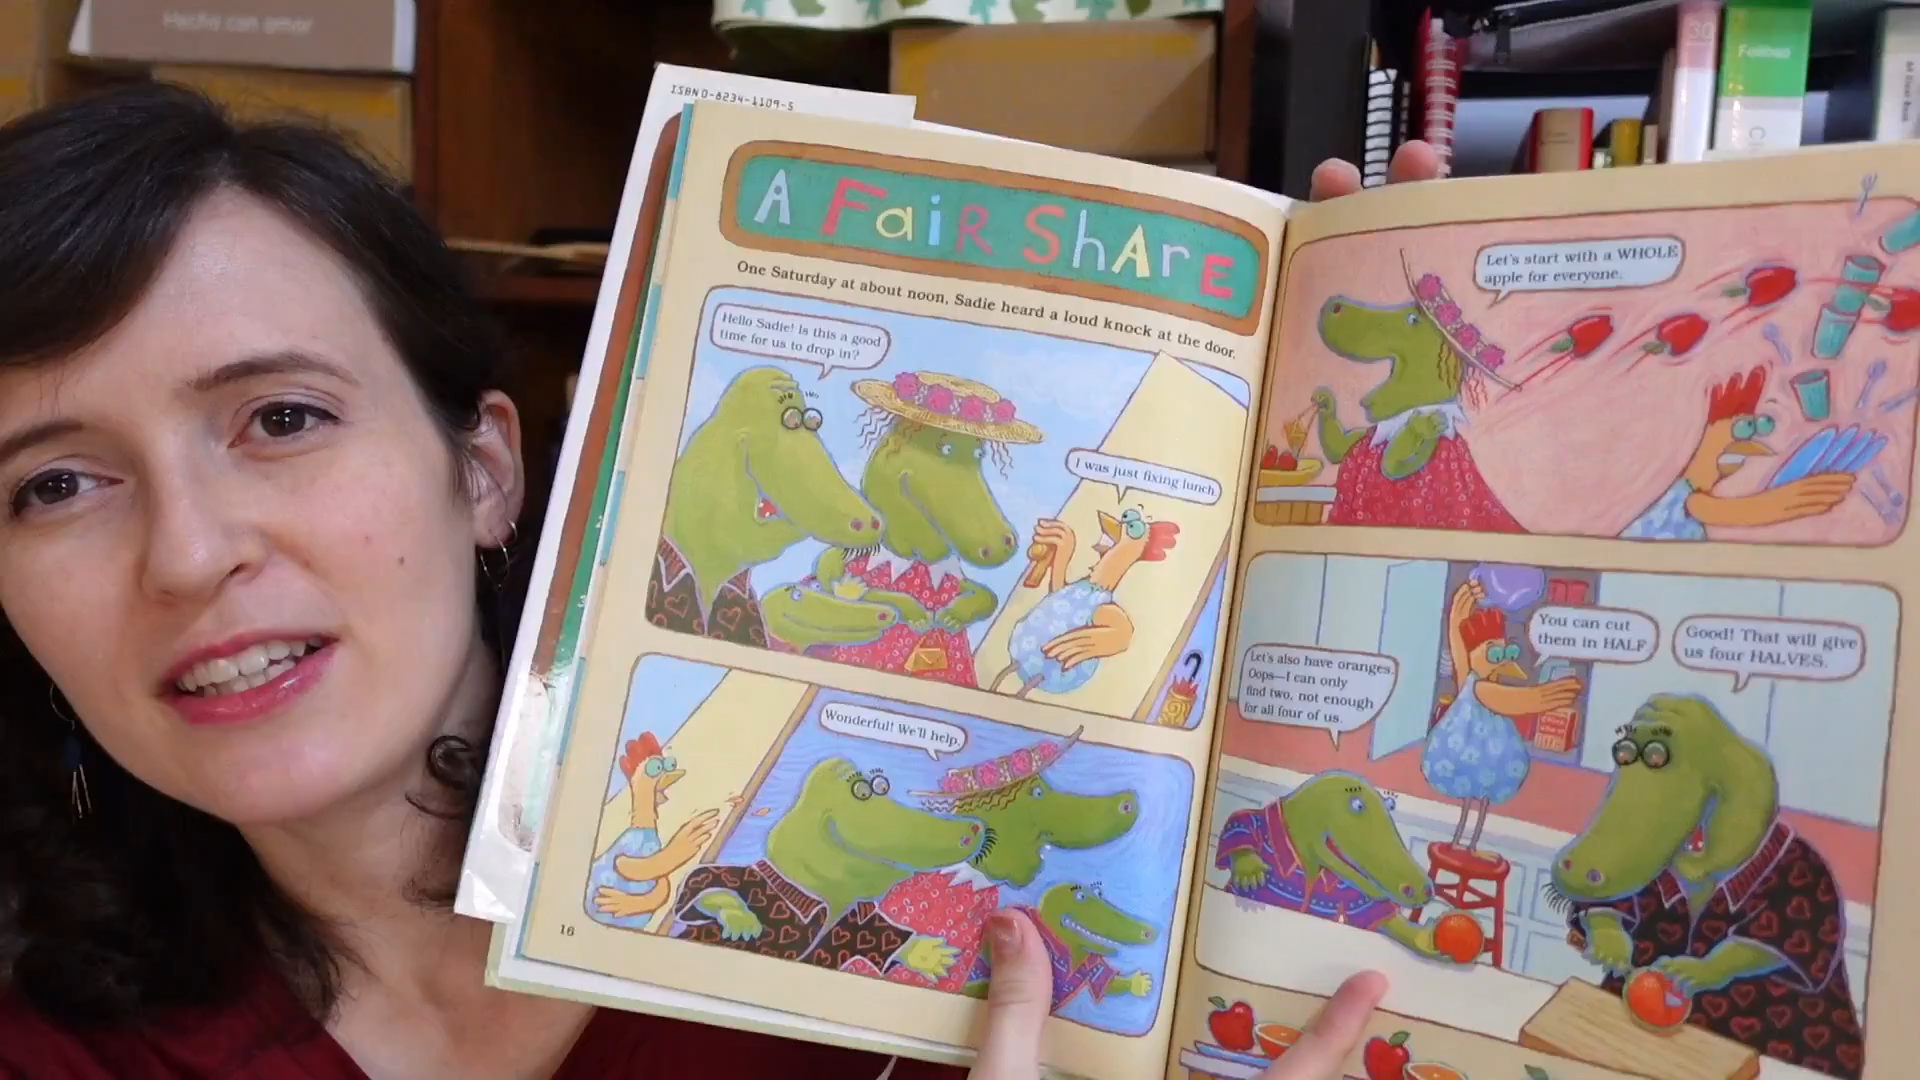 Hecho con amor
ISBN 0-8234-1109-5
A FaiR ShArE
One Saturday at about noon, Sadie heard a loud knock at the door.
Hello Sadie! Is this a good
time for us to drop in?
I was just fixing lunch.
Wonderful! We'll help.
16
Let's start with a WHOLE
apple for everyone.
Let's also have oranges.
Oops—I can only
find two, not enough
for all four of us.
You can cut
them in HALF
Good! That will give
us four HALVES.
30